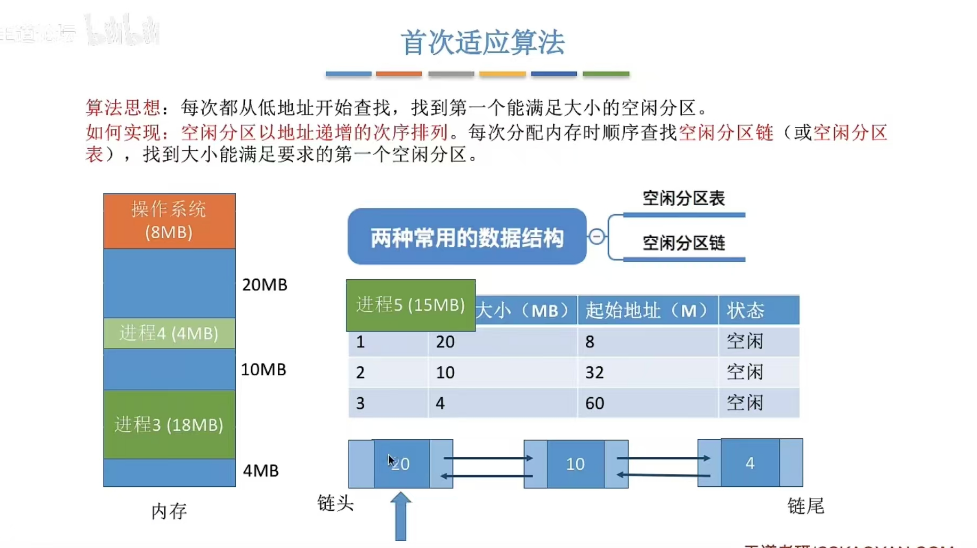 首次适应算法
算法思想：每次都从低地址开始查找，找到第一个能满足大小的空闲分区。
如何实现：空闲分区以地址递增的次序排列。每次分配内存时顺序查找空闲分区链（或空闲分区
表），找到大小能满足要求的第一个空闲分区。
操作系统
(8MB)
20MB
进程4 (4MB)
10MB
进程3 (18MB)
4MB
内存
两种常用的数据结构
空闲分区表
空闲分区链
进程5 (15MB)
大小（MB） 起始地址（M） 状态
1 20 8 空闲
2 10 32 空闲
3 4 60 空闲
20 10 4
链头 链尾